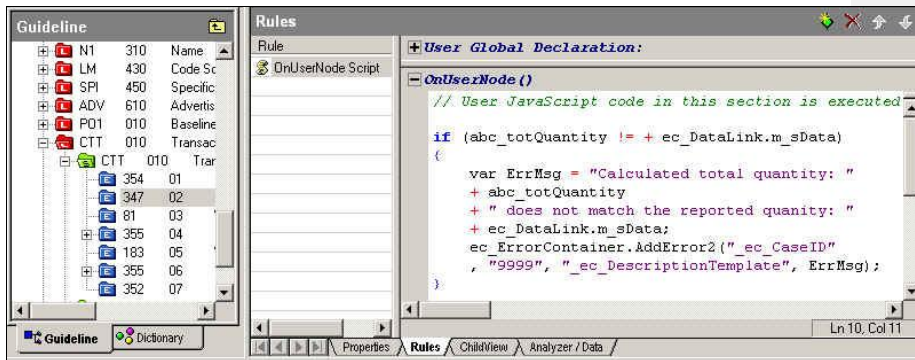 Guideline
N1 310 Name
LM 430 Code Sc
SPI 450 Specific
ADV 610 Advertis
PO1 010 Baseline
CTT 010 Transac
CTT 010 Tran
354 01
347 02
81 03
355 04
183 05
355 06
352 07
Guideline Dictionary
Rules
Rule
OnUserNode Script
User Global Declaration:
OnUserNode()
// User JavaScript code in this section is executed
if (abc_totQuantity != + ec_DataLink.m_sData)
{
var ErrMsg = "Calculated total quantity: "
+ abc_totQuantity
+ " does not match the reported quanity: "
+ ec_DataLink.m_sData;
ec_ErrorContainer.AddError2("_ec_CaseID"
, "9999", "_ec_DescriptionTemplate", ErrMsg);
}
Ln 10, Col 11
Properties Rules ChildView Analyzer / Data